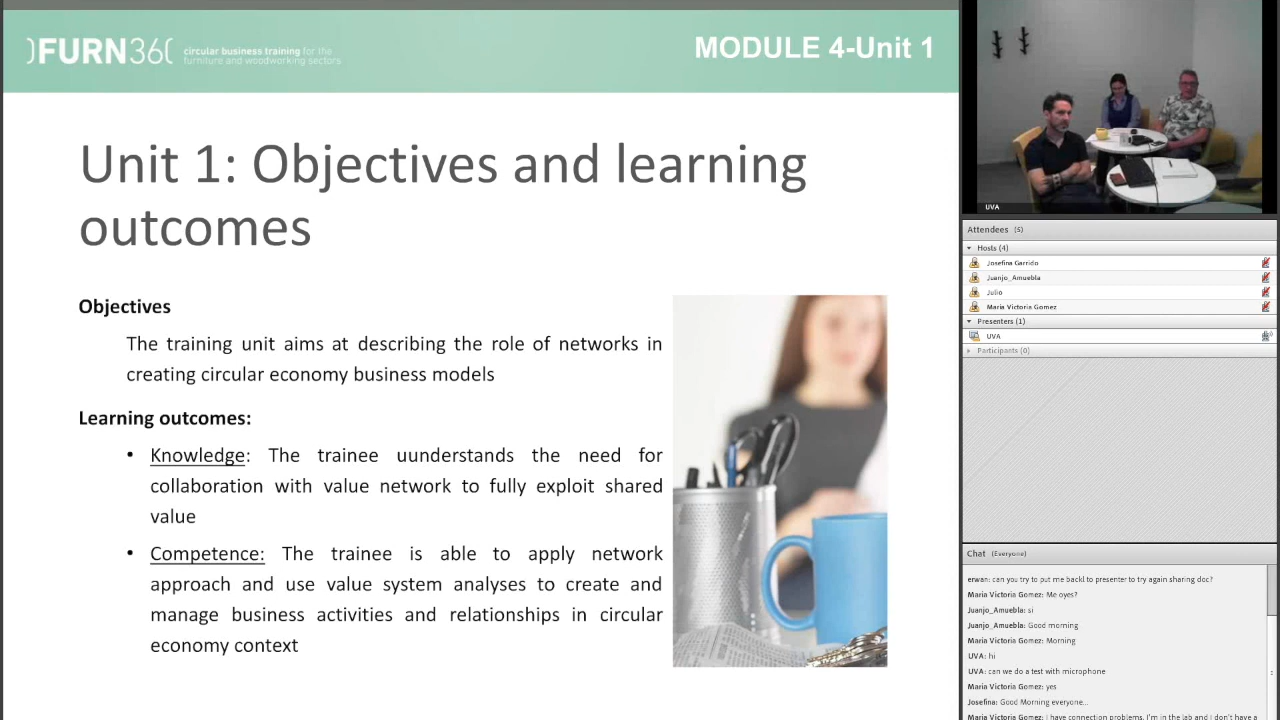 )FURN36(
circular business training for the
furniture and woodworking sectors
MODULE 4-Unit 1
Unit 1: Objectives and learning
outcomes
Objectives
The training unit aims at describing the role of networks in
creating circular economy business models
Learning outcomes:
• Knowledge: The trainee uunderstands the need for
collaboration with value network to fully exploit shared
value
• Competence: The trainee is able to apply network
approach and use value system analyses to create and
manage business activities and relationships in circular
economy context
UVA
Attendees (5)
Hosts (4)
Josefina Garrido
Juanjo_Amuebla
Julio
Maria Victoria Gomez
Presenters (1)
UVA
Participants (0)
Chat (Everyone)
erwan: can you try to put me backl to presenter to try again sharing doc?
Maria Victoria Gomez: Me oyes?
Juanjo_Amuebla: si
Juanjo_Amuebla: Good morning
Maria Victoria Gomez: Morning
UVA: hi
UVA: can we do a test with microphone
Maria Victoria Gomez: yes
Josefina: Good Morning everyone...
Maria Victoria Gomez: I have connection problems. I'm in the lab and I don't have a